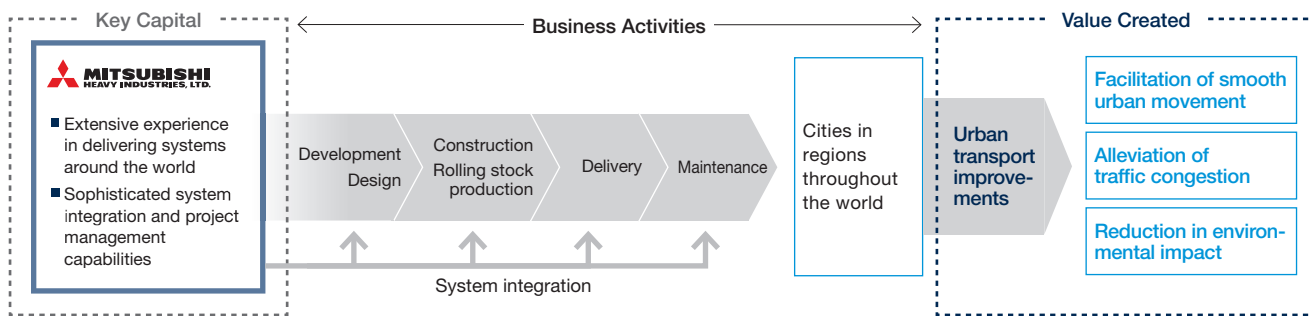 Key Capital
MITSUBISHI
HEAVY INDUSTRIES, LTD.
Extensive experience
in delivering systems
around the world
Sophisticated system
integration and project
management
capabilities
Business Activities
Development
Design
Construction
Rolling stock
production
Delivery
Maintenance
System integration
Cities in
regions
throughout
the world
Value Created
Urban
transport
improve-
ments
Facilitation of smooth
urban movement
Alleviation of
traffic congestion
Reduction in environ-
mental impact